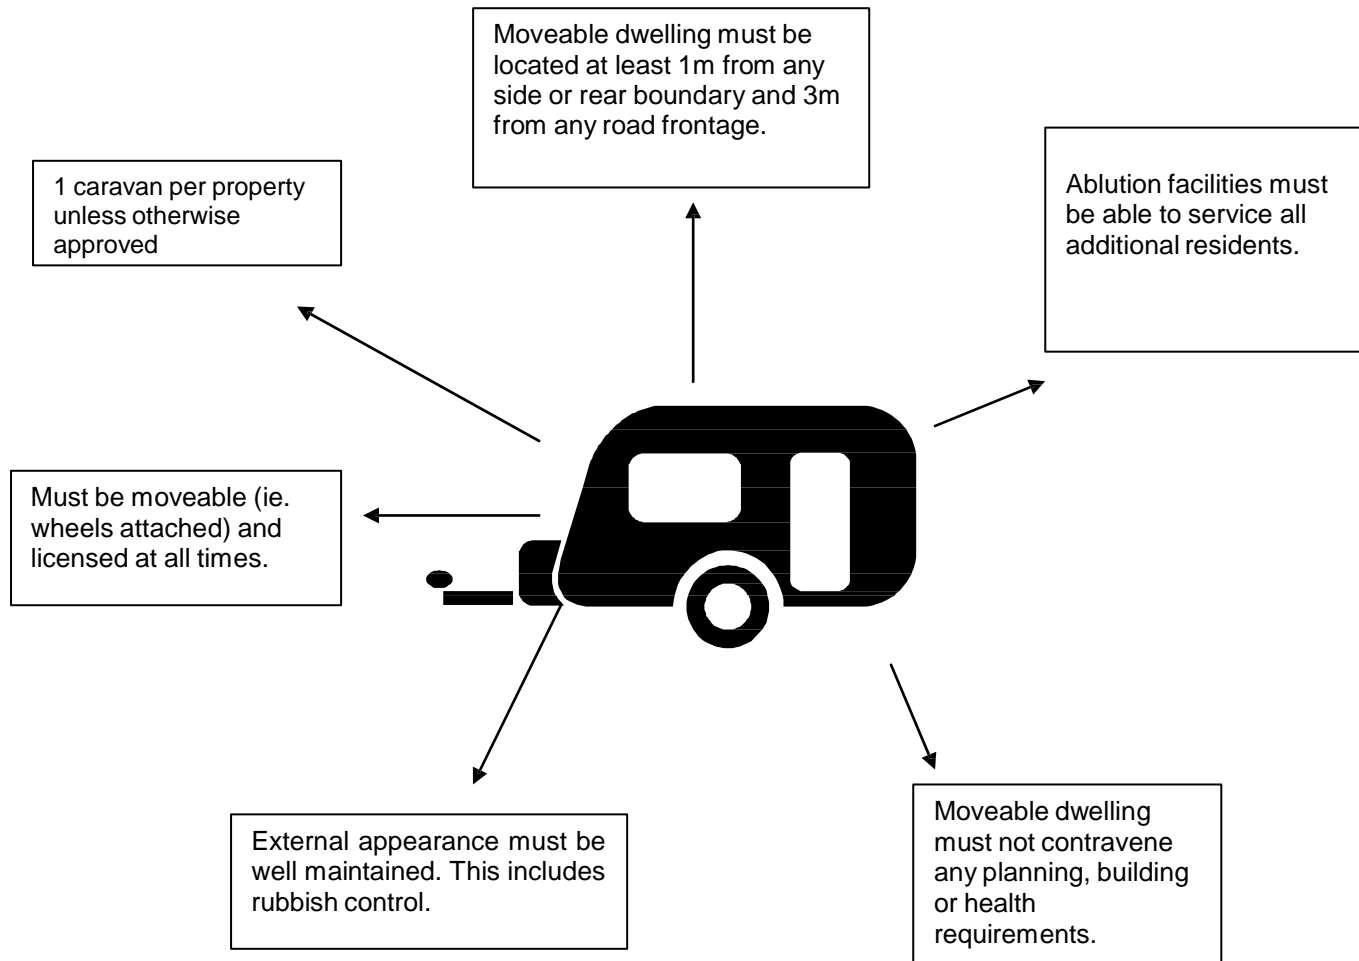 Moveable dwelling must be
located at least 1m from any
side or rear boundary and 3m
from any road frontage.
1 caravan per property
unless otherwise
approved
Ablution facilities must
be able to service all
additional residents.
Must be moveable (ie.
wheels attached) and
licensed at all times.
External appearance must be
well maintained. This includes
rubbish control.
Moveable dwelling
must not contravene
any planning, building
or health
requirements.